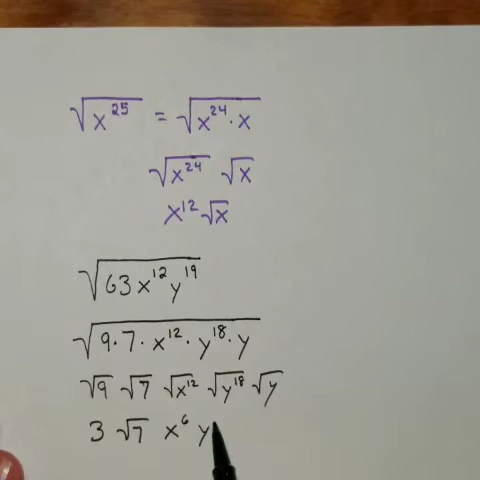 √x²⁵ = √x²⁴·x
√x²⁴ √x
x¹²√x
√63x¹²y¹⁹
√9·7·x¹²·y¹⁸·y
√9 √7 √x¹² √y¹⁸ √y
3 √7 x⁶ y